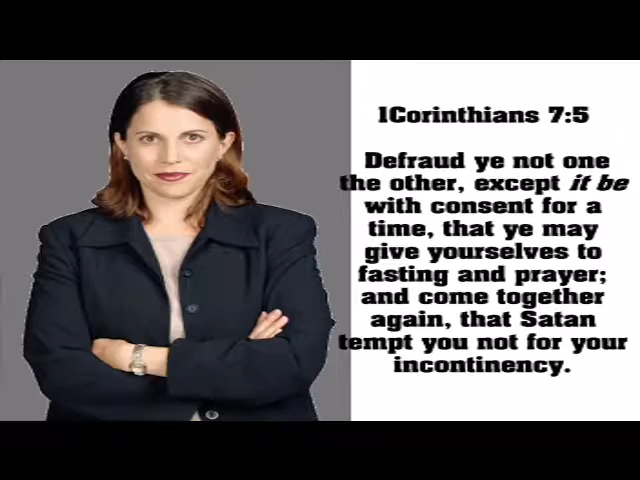 1Corinthians 7:5
Defraud ye not one
the other, except it be
with consent for a
time, that ye may
give yourselves to
fasting and prayer;
and come together
again, that Satan
tempt you not for your
incontinency.